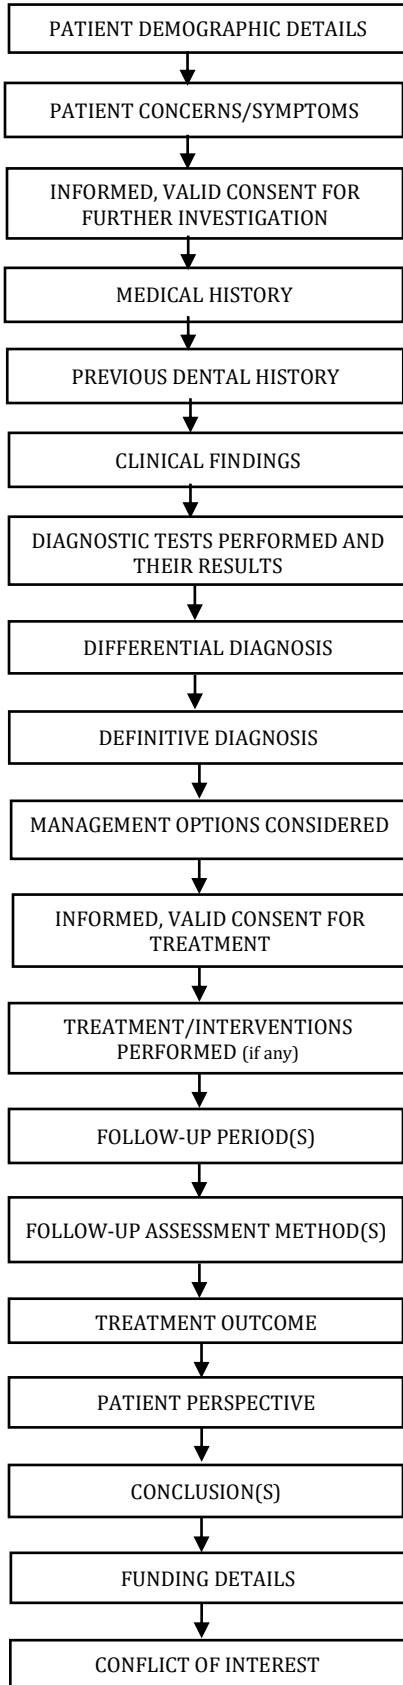 PATIENT DEMOGRAPHIC DETAILS
PATIENT CONCERNS/SYMPTOMS
INFORMED, VALID CONSENT FOR
FURTHER INVESTIGATION
MEDICAL HISTORY
PREVIOUS DENTAL HISTORY
CLINICAL FINDINGS
DIAGNOSTIC TESTS PERFORMED AND
THEIR RESULTS
DIFFERENTIAL DIAGNOSIS
DEFINITIVE DIAGNOSIS
MANAGEMENT OPTIONS CONSIDERED
INFORMED, VALID CONSENT FOR
TREATMENT
TREATMENT/INTERVENTIONS
PERFORMED (if any)
FOLLOW-UP PERIOD(S)
FOLLOW-UP ASSESSMENT METHOD(S)
TREATMENT OUTCOME
PATIENT PERSPECTIVE
CONCLUSION(S)
FUNDING DETAILS
CONFLICT OF INTEREST